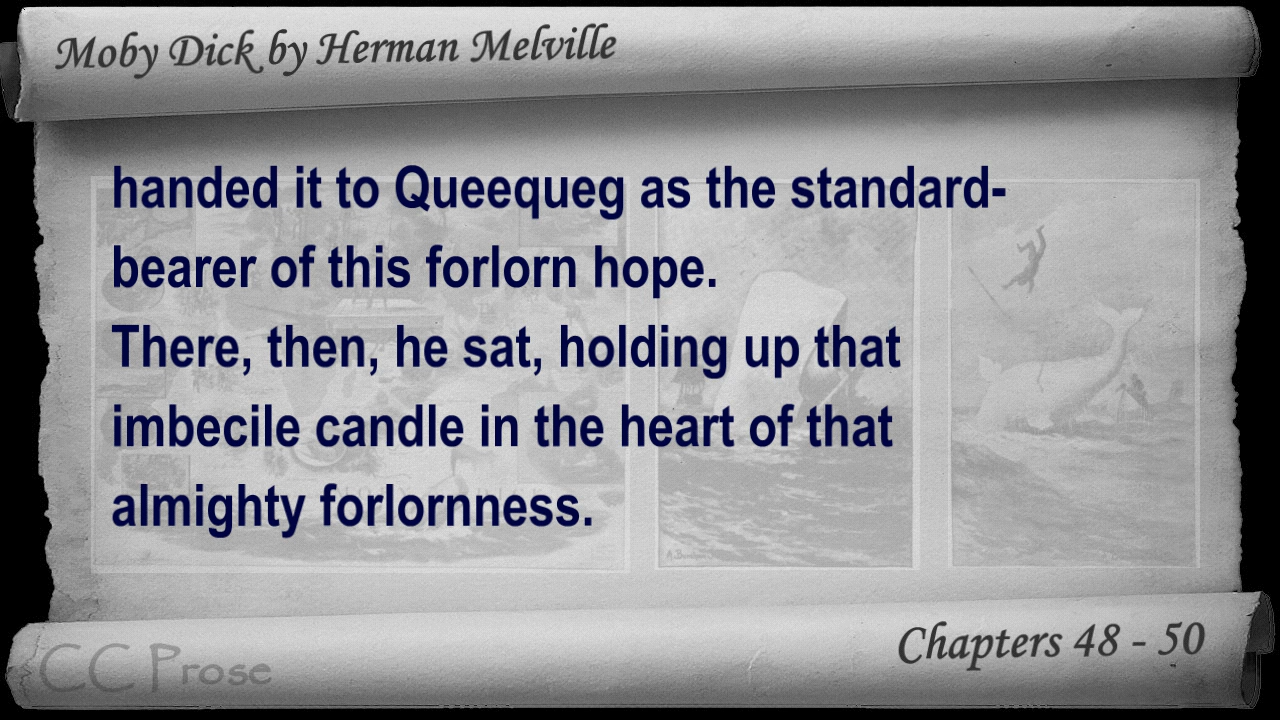 Moby Dick by Herman Melville
handed it to Queequeg as the standard-
bearer of this forlorn hope.
There, then, he sat, holding up that
imbecile candle in the heart of that
almighty forlornness.
Chapters 48 - 50
CC Prose